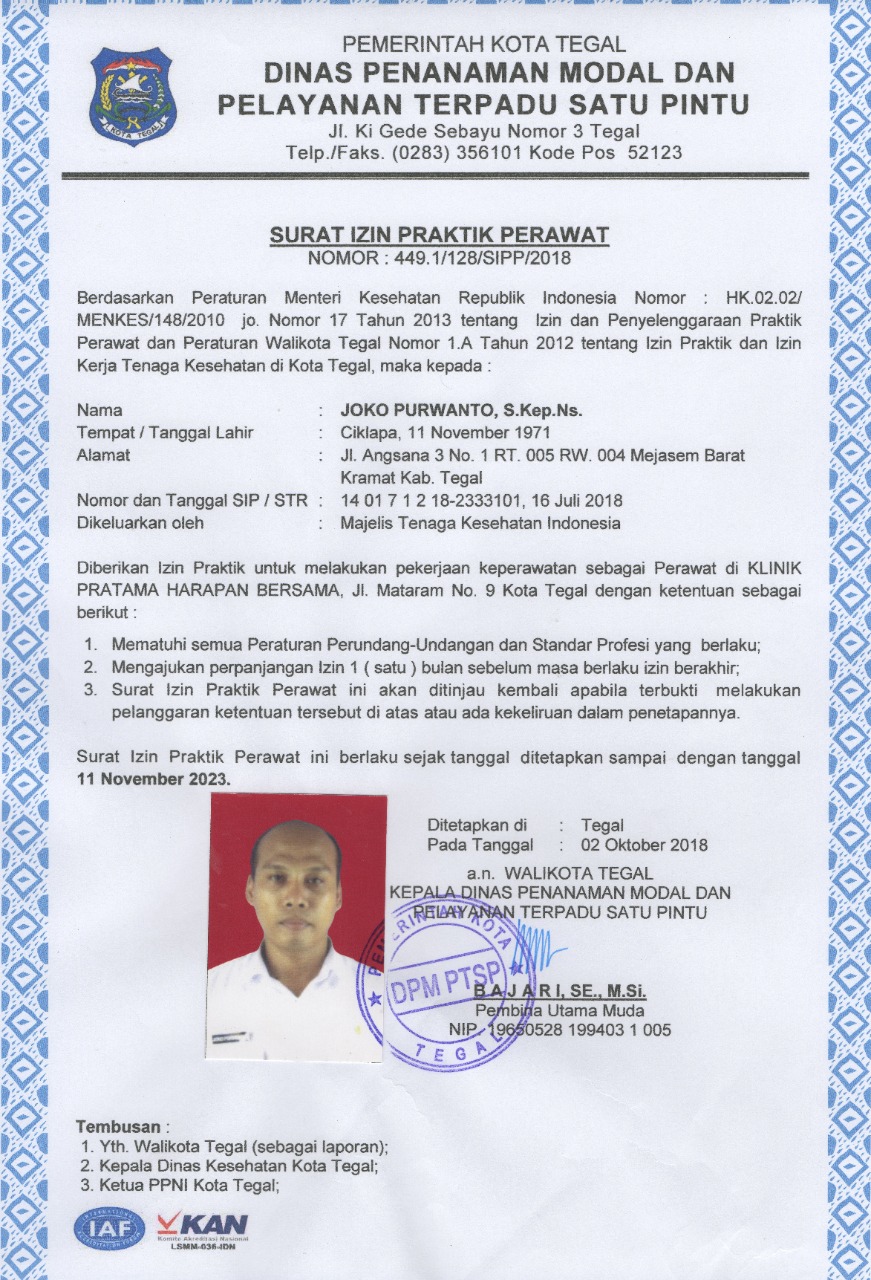 PEMERINTAH KOTA TEGAL
DINAS PENANAMAN MODAL DAN
PELAYANAN TERPADU SATU PINTU
Jl. Ki Gede Sebayu Nomor 3 Tegal
Telp./Faks. (0283) 356101 Kode Pos 52123
KOTA TEGAL
SURAT IZIN PRAKTIK PERAWAT
NOMOR : 449.1/128/SIPP/2018
Berdasarkan Peraturan Menteri Kesehatan Republik Indonesia Nomor : HK.02.02/
MENKES/148/2010 jo. Nomor 17 Tahun 2013 tentang Izin dan Penyelenggaraan Praktik
Perawat dan Peraturan Walikota Tegal Nomor 1.A Tahun 2012 tentang Izin Praktik dan Izin
Kerja Tenaga Kesehatan di Kota Tegal, maka kepada :
Nama : JOKO PURWANTO, S.Kep.Ns.
Tempat / Tanggal Lahir : Ciklapa, 11 November 1971
Alamat : Jl. Angsana 3 No. 1 RT. 005 RW. 004 Mejasem Barat
Kramat Kab. Tegal
Nomor dan Tanggal SIP / STR : 14 01 7 1 2 18-2333101, 16 Juli 2018
Dikeluarkan oleh : Majelis Tenaga Kesehatan Indonesia
Diberikan Izin Praktik untuk melakukan pekerjaan keperawatan sebagai Perawat di KLINIK
PRATAMA HARAPAN BERSAMA, Jl. Mataram No. 9 Kota Tegal dengan ketentuan sebagai
berikut :
1. Mematuhi semua Peraturan Perundang-Undangan dan Standar Profesi yang berlaku;
2. Mengajukan perpanjangan Izin 1 ( satu ) bulan sebelum masa berlaku izin berakhir;
3. Surat Izin Praktik Perawat ini akan ditinjau kembali apabila terbukti melakukan
pelanggaran ketentuan tersebut di atas atau ada kekeliruan dalam penetapannya.
Surat Izin Praktik Perawat ini berlaku sejak tanggal ditetapkan sampai dengan tanggal
11 November 2023.
Ditetapkan di : Tegal
Pada Tanggal : 02 Oktober 2018
a.n. WALIKOTA TEGAL
KEPALA DINAS PENANAMAN MODAL DAN
PELAYANAN TERPADU SATU PINTU
PEMERINTAH KOTA
DPM PTSP
TEGAL
B A J A R I, SE., M.Si.
Pembina Utama Muda
NIP. 19650528 199403 1 005
Tembusan :
1. Yth. Walikota Tegal (sebagai laporan);
2. Kepala Dinas Kesehatan Kota Tegal;
3. Ketua PPNI Kota Tegal;
INTERNATIONAL
IAF
ACCREDITATION FORUM
KAN
Komite Akreditasi Nasional
LSMM-036-IDN